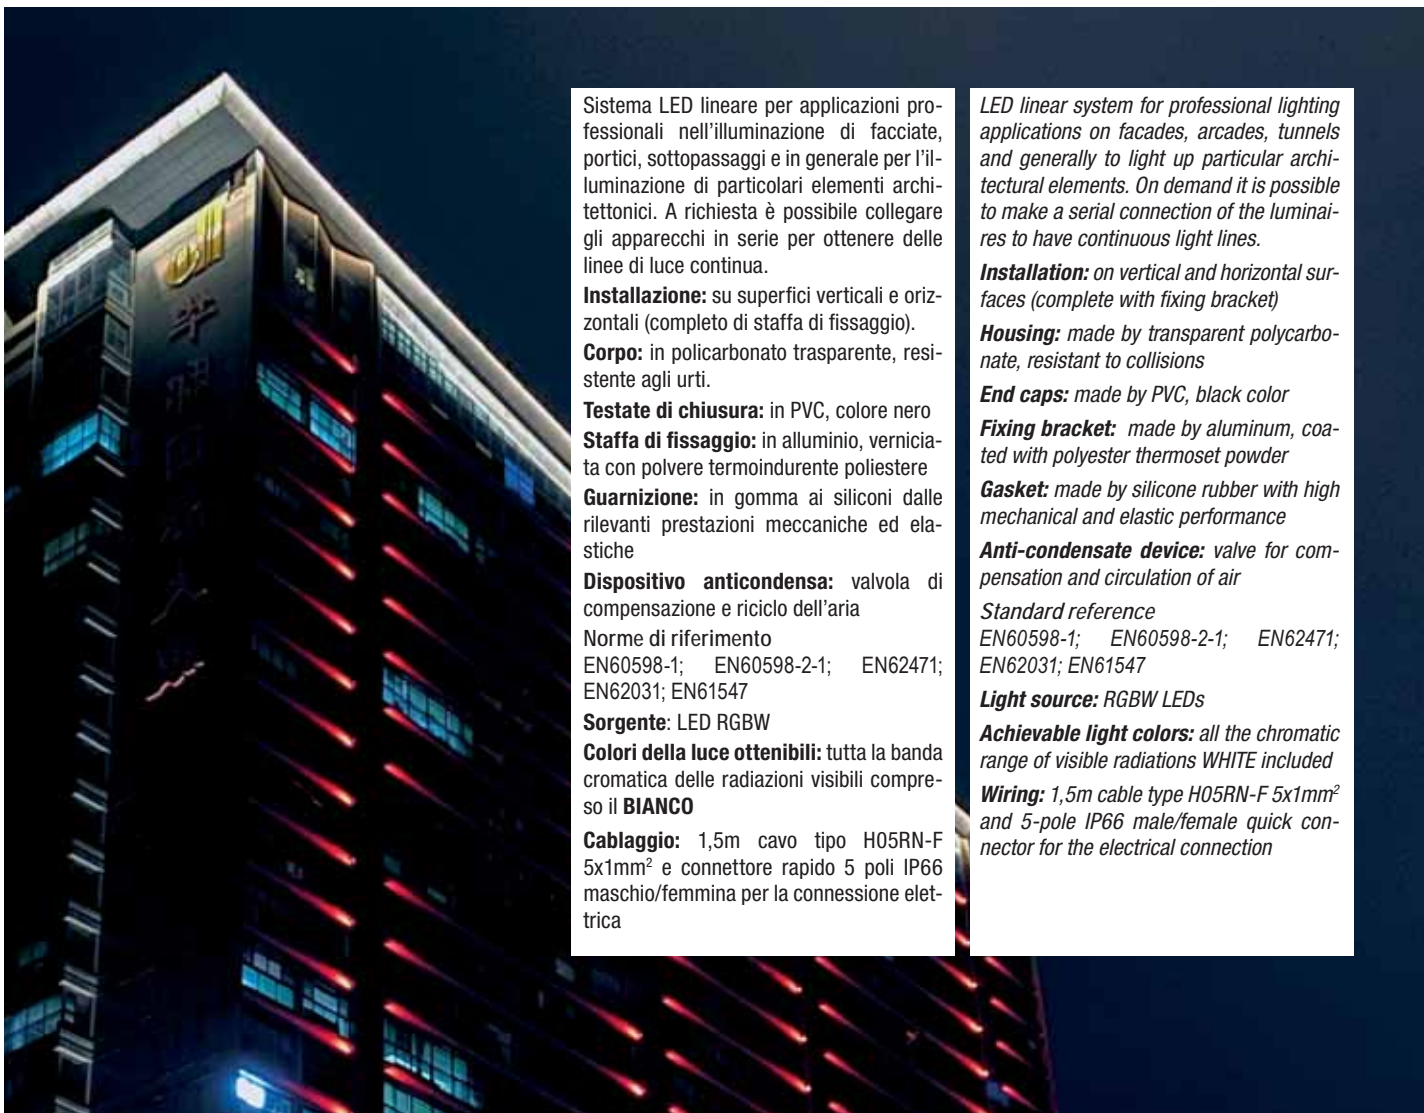 Sistema LED lineare per applicazioni pro-
fessionali nell'illuminazione di facciate,
portici, sottopassaggi e in generale per l'il-
luminazione di particolari elementi archi-
tettonici. A richiesta è possibile collegare
gli apparecchi in serie per ottenere delle
linee di luce continua.
Installazione: su superfici verticali e oriz-
zontali (completo di staffa di fissaggio).
Corpo: in policarbonato trasparente, resi-
stente agli urti.
Testate di chiusura: in PVC, colore nero
Staffa di fissaggio: in alluminio, vernicia-
ta con polvere termoindurente poliestere
Guarnizione: in gomma ai siliconi dalle
rilevanti prestazioni meccaniche ed ela-
stiche
Dispositivo anticondensa: valvola di
compensazione e riciclo dell'aria
Norme di riferimento
EN60598-1; EN60598-2-1; EN62471;
EN62031; EN61547
Sorgente: LED RGBW
Colori della luce ottenibili: tutta la banda
cromatica delle radiazioni visibili compre-
so il BIANCO
Cablaggio: 1,5m cavo tipo H05RN-F
5x1mm² e connettore rapido 5 poli IP66
maschio/femmina per la connessione elet-
trica
LED linear system for professional lighting
applications on facades, arcades, tunnels
and generally to light up particular archi-
tectural elements. On demand it is possible
to make a serial connection of the luminai-
res to have continuous light lines.
Installation: on vertical and horizontal sur-
faces (complete with fixing bracket)
Housing: made by transparent polycarbo-
nate, resistant to collisions
End caps: made by PVC, black color
Fixing bracket: made by aluminum, coa-
ted with polyester thermoset powder
Gasket: made by silicone rubber with high
mechanical and elastic performance
Anti-condensate device: valve for com-
pensation and circulation of air
Standard reference
EN60598-1; EN60598-2-1; EN62471;
EN62031; EN61547
Light source: RGBW LEDs
Achievable light colors: all the chromatic
range of visible radiations WHITE included
Wiring: 1,5m cable type H05RN-F 5x1mm²
and 5-pole IP66 male/female quick con-
nector for the electrical connection